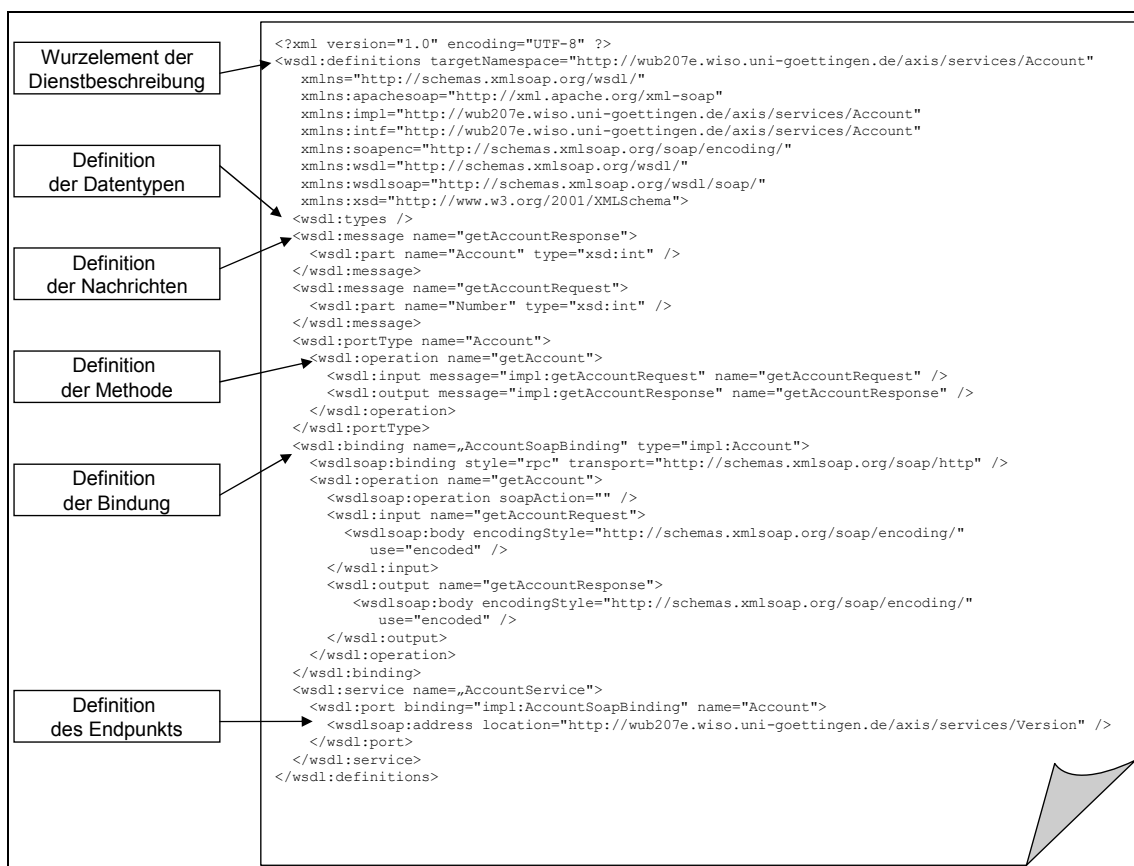 Wurzelement der
Dienstbeschreibung
Definition
der Datentypen
Definition
der Nachrichten
Definition
der Methode
Definition
der Bindung
Definition
des Endpunkts
<?xml version="1.0" encoding="UTF-8" ?>
<wsdl:definitions targetNamespace="http://wub207e.wiso.uni-goettingen.de/axis/services/Account"
xmlns="http://schemas.xmlsoap.org/wsdl/"
xmlns:apachesoap="http://xml.apache.org/xml-soap"
xmlns:impl="http://wub207e.wiso.uni-goettingen.de/axis/services/Account"
xmlns:intf="http://wub207e.wiso.uni-goettingen.de/axis/services/Account"
xmlns:soapenc="http://schemas.xmlsoap.org/soap/encoding/"
xmlns:wsdl="http://schemas.xmlsoap.org/wsdl/"
xmlns:wsdlsoap="http://schemas.xmlsoap.org/wsdl/soap/"
xmlns:xsd="http://www.w3.org/2001/XMLSchema">
<wsdl:types />
<wsdl:message name="getAccountResponse">
<wsdl:part name="Account" type="xsd:int" />
</wsdl:message>
<wsdl:message name="getAccountRequest">
<wsdl:part name="Number" type="xsd:int" />
</wsdl:message>
<wsdl:portType name="Account">
<wsdl:operation name="getAccount">
<wsdl:input message="impl:getAccountRequest" name="getAccountRequest" />
<wsdl:output message="impl:getAccountResponse" name="getAccountResponse" />
</wsdl:operation>
</wsdl:portType>
<wsdl:binding name=„AccountSoapBinding" type="impl:Account">
<wsdlsoap:binding style="rpc" transport="http://schemas.xmlsoap.org/soap/http" />
<wsdl:operation name="getAccount">
<wsdlsoap:operation soapAction="" />
<wsdl:input name="getAccountRequest">
<wsdlsoap:body encodingStyle="http://schemas.xmlsoap.org/soap/encoding/"
use="encoded" />
</wsdl:input>
<wsdl:output name="getAccountResponse">
<wsdlsoap:body encodingStyle="http://schemas.xmlsoap.org/soap/encoding/"
use="encoded" />
</wsdl:output>
</wsdl:operation>
</wsdl:binding>
<wsdl:service name=„AccountService">
<wsdl:port binding="impl:AccountSoapBinding" name="Account">
<wsdlsoap:address location="http://wub207e.wiso.uni-goettingen.de/axis/services/Version" />
</wsdl:port>
</wsdl:service>
</wsdl:definitions>